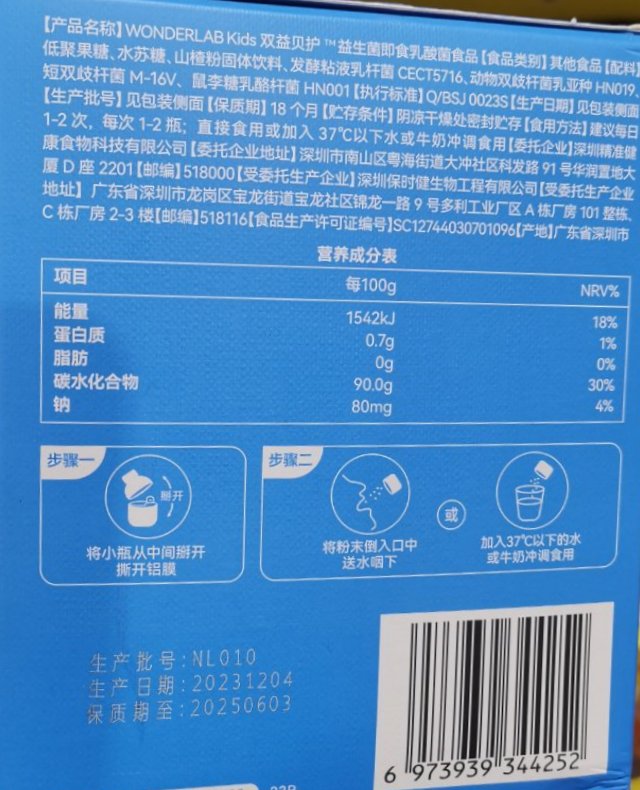 【产品名称】WONDERLAB Kids 双益贝护™益生菌即食乳酸菌食品【食品类别】其他食品【配料】
低聚果糖、水苏糖、山楂粉固体饮料、发酵粘液乳杆菌 CECT5716、动物双歧杆菌乳亚种 HN019、
短双歧杆菌 M-16V、鼠李糖乳酪杆菌 HN001【执行标准】Q/BSJ 0023S【生产日期】见包装侧面
【生产批号】见包装侧面【保质期】18 个月【贮存条件】阴凉干燥处密封贮存【食用方法】建议每日
1-2 次，每次 1-2 瓶；直接食用或加入 37℃以下水或牛奶冲调食用【委托企业】深圳精准健
康食物科技有限公司【委托企业地址】深圳市南山区粤海街道大冲社区科发路 91 号华润置地大
厦 D 座 2201【邮编】518000【受委托生产企业】深圳保时健生物工程有限公司【受委托生产企业
地址】广东省深圳市龙岗区宝龙街道宝龙社区锦龙一路 9 号多利工业厂区 A 栋厂房 101 整栋、
C 栋厂房 2-3 楼【邮编】518116【食品生产许可证编号】SC12744030701096【产地】广东省深圳市
营养成分表
项目 每100g NRV%
能量 1542kJ 18%
蛋白质 0.7g 1%
脂肪 0g 0%
碳水化合物 90.0g 30%
钠 80mg 4%
步骤一
掰开
将小瓶从中间掰开
撕开铝膜
步骤二
或
将粉末倒入口中
送水咽下
加入37℃以下的水
或牛奶冲调食用
生产批号:NL010
生产日期:20231204
保质期至:20250603
6 973939 344252